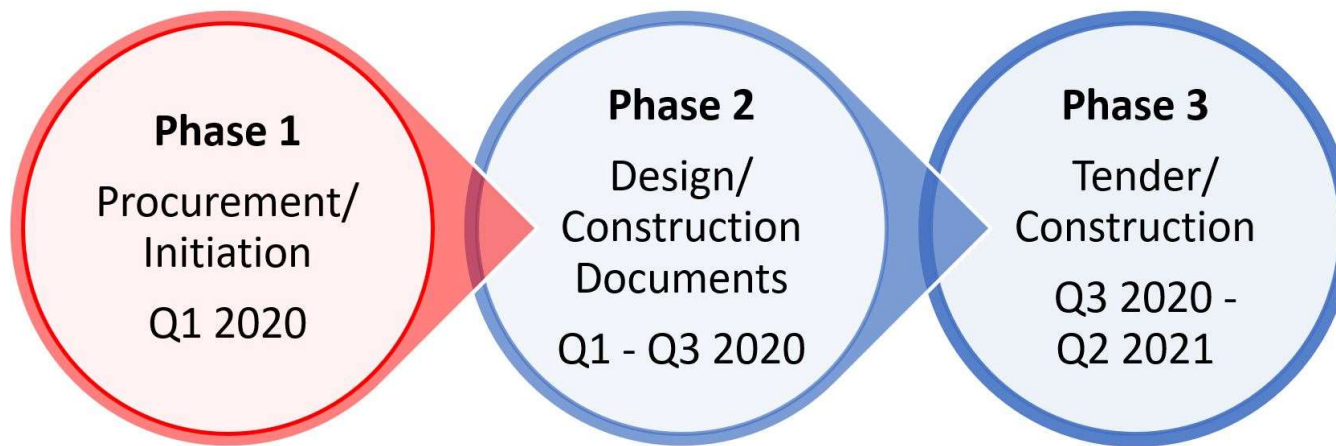 Phase 1
Procurement/
Initiation
Q1 2020
Phase 2
Design/
Construction
Documents
Q1 - Q3 2020
Phase 3
Tender/
Construction
Q3 2020 -
Q2 2021